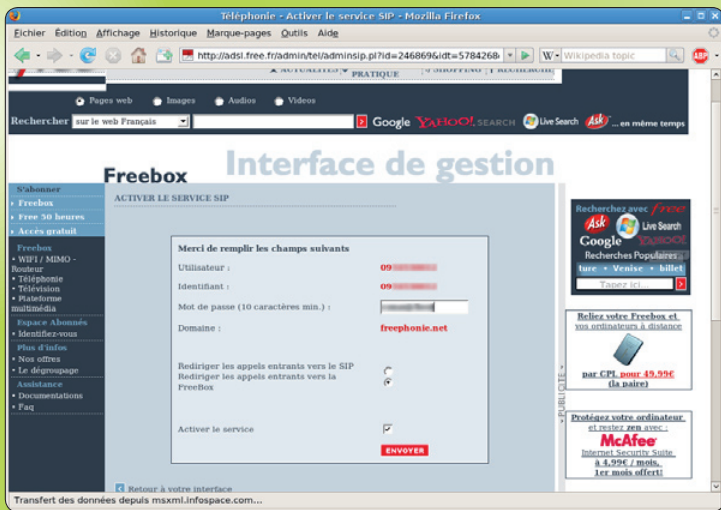 Téléphonie - Activer le service SIP - Mozilla Firefox
Fichier Édition Affichage Historique Marque-pages Outils Aide
http://adsl.free.fr/admin/tel/adminsip.pl?id=246869&idt=5784268
W - Wikipedia topic
ABP
ACTUALITÉS PRATIQUE SHOPPING RECHERCHE
Pages web Images Audios Videos
Rechercher sur le web Français Google YAHOO! SEARCH Live Search Ask ... en même temps
Freebox Interface de gestion
S'abonner
Freebox
Free 50 heures
Accès gratuit
Freebox
• WIFI / MIMO -
Routeur
• Téléphonie
• Télévision
• Plateforme
multimédia
Espace Abonnés
• Identifiez-vous
Plus d'infos
• Nos offres
• Le dégroupage
Assistance
• Documentations
• Faq
ACTIVER LE SERVICE SIP
Merci de remplir les champs suivants
Utilisateur : 09
Identifiant : 09
Mot de passe (10 caractères min.) :
Domaine : freephonie.net
Rediriger les appels entrants vers le SIP
Rediriger les appels entrants vers la
FreeBox
Activer le service
ENVOYER
Retour à votre interface
PUBLICITÉ
Recherchez avec free
Ask Live Search
Google YAHOO!
Recherches Populaires
ture • Venise • billet
Tapez ici...
Reliez votre Freebox et
vos ordinateurs à distance
par CPL pour 49.99€
(la paire)
Protégez votre ordinateur
et restez zen avec :
McAfee
Internet Security Suite
à 4,99€ / mois,
1er mois offert!
Transfert des données depuis msxml.infospace.com...